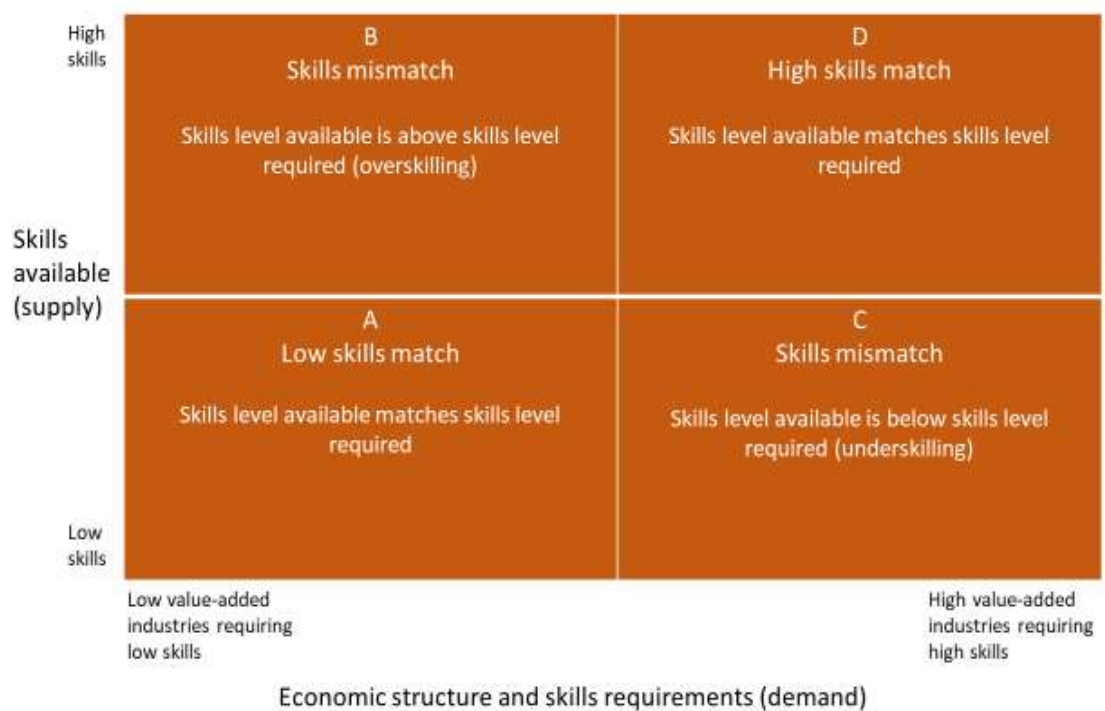 High
skills
B
Skills mismatch
Skills level available is above skills level
required (overskilling)
D
High skills match
Skills level available matches skills level
required
Skills
available
(supply)
A
Low skills match
Skills level available matches skills level
required
C
Skills mismatch
Skills level available is below skills level
required (underskilling)
Low
skills
Low value-added
industries requiring
low skills
High value-added
industries requiring
high skills
Economic structure and skills requirements (demand)